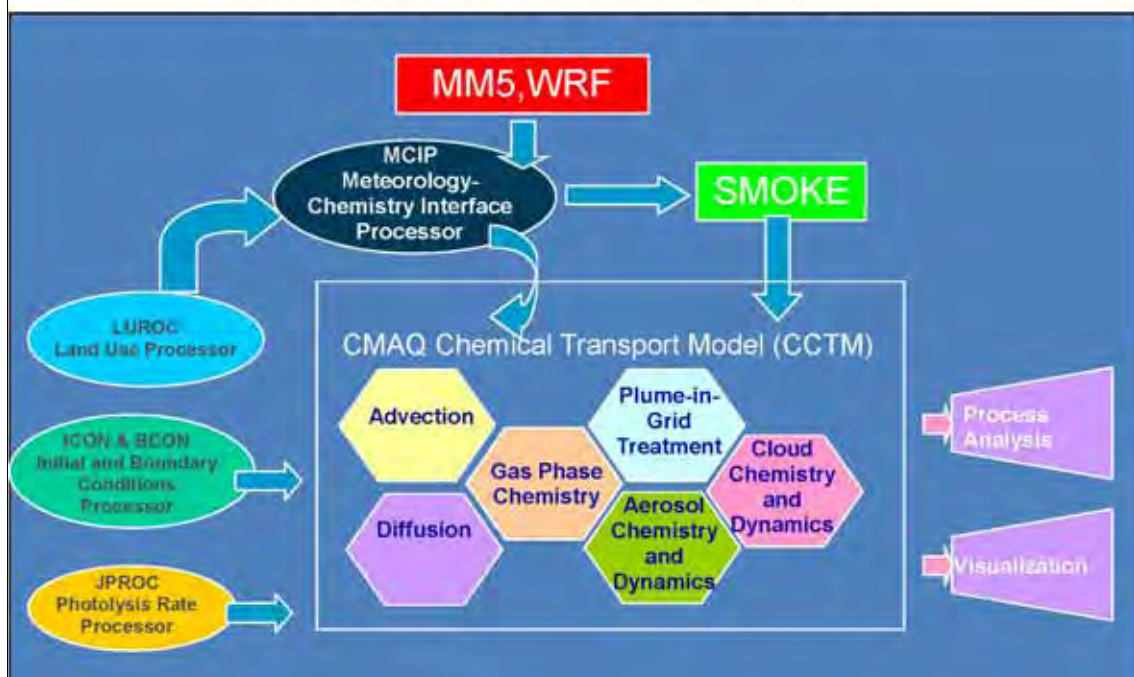 MM5,WRF
MCIP
Meteorology-
Chemistry Interface
Processor
SMOKE
LUROC
Land Use Processor
CMAQ Chemical Transport Model (CCTM)
ICON & BCON
Initial and Boundary
Conditions
Processor
JPROC
Photolysis Rate
Processor
Advection
Diffusion
Gas Phase
Chemistry
Plume-in-
Grid
Treatment
Aerosol
Chemistry
and
Dynamics
Cloud
Chemistry
and
Dynamics
Process
Analysis
Visualization